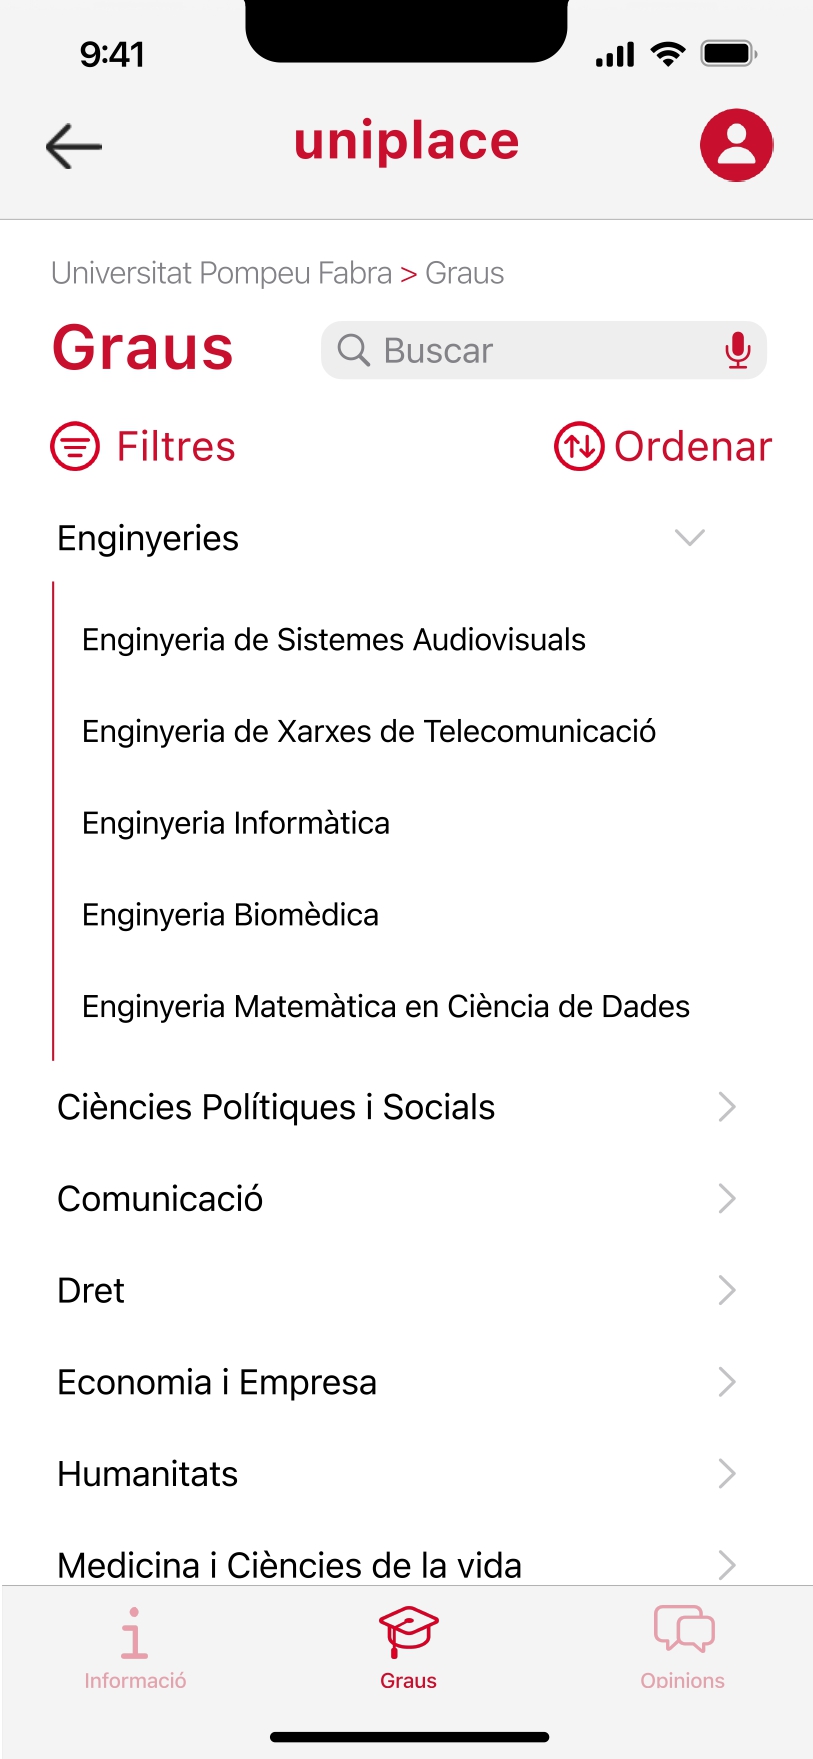 9:41
uniplace
Universitat Pompeu Fabra > Graus
Graus
Buscar
Filtres
Ordenar
Enginyeries
Enginyeria de Sistemes Audiovisuals
Enginyeria de Xarxes de Telecomunicació
Enginyeria Informàtica
Enginyeria Biomèdica
Enginyeria Matemàtica en Ciència de Dades
Ciències Polítiques i Socials
Comunicació
Dret
Economia i Empresa
Humanitats
Medicina i Ciències de la vida
Informació
Graus
Opinions